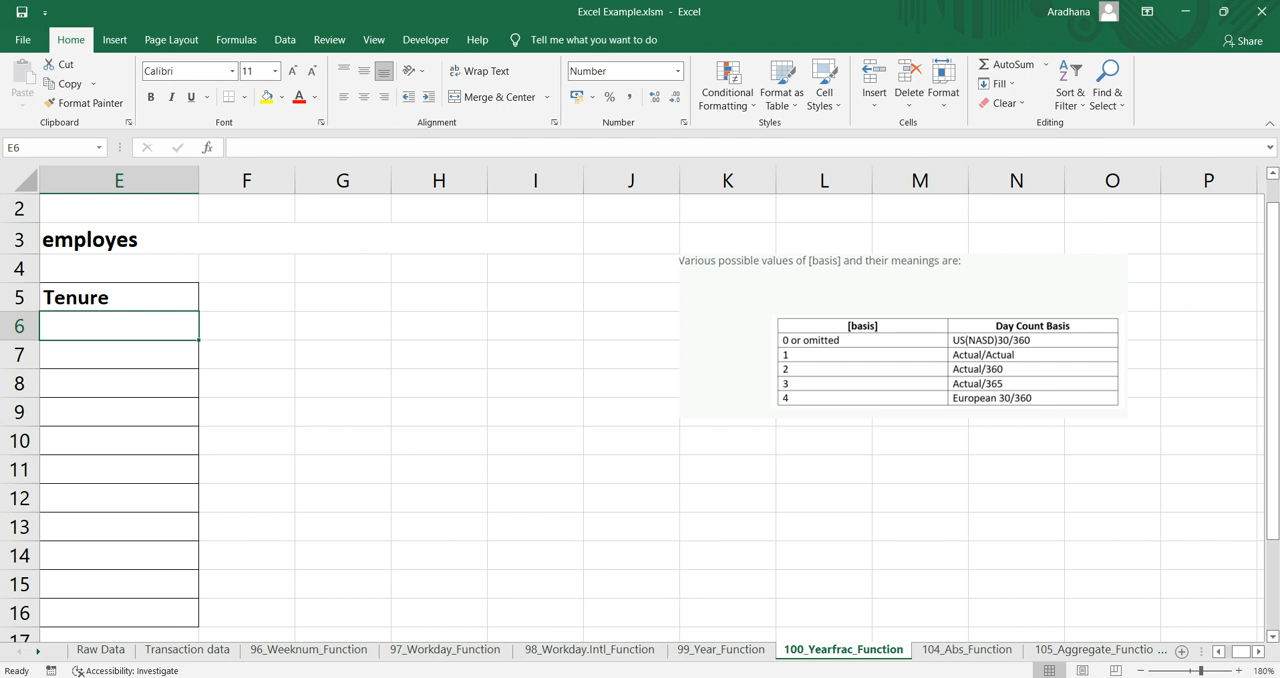 Excel Example.xlsm - Excel
Aradhana
File Home Insert Page Layout Formulas Data Review View Developer Help Tell me what you want to do
Share
Paste
Cut
Copy
Format Painter
Clipboard
Calibri 11
B I U A
Font
Wrap Text
Merge & Center
Alignment
Number
% ,
Number
Conditional Formatting
Format as Table
Cell Styles
Styles
Insert Delete Format
Cells
AutoSum
Fill
Clear
Sort & Filter
Find & Select
Editing
E6 fx
E F G H I J K L M N O P
2
3 employes
4 Various possible values of [basis] and their meanings are:
5 Tenure
6 [basis] Day Count Basis
0 or omitted US(NASD)30/360
7 1 Actual/Actual
2 Actual/360
8 3 Actual/365
4 European 30/360
9
10
11
12
13
14
15
16
17
Raw Data Transaction data 96_Weeknum_Function 97_Workday_Function 98_Workday.Intl_Function 99_Year_Function 100_Yearfrac_Function 104_Abs_Function 105_Aggregate_Functio ...
Ready Accessibility: Investigate 180%